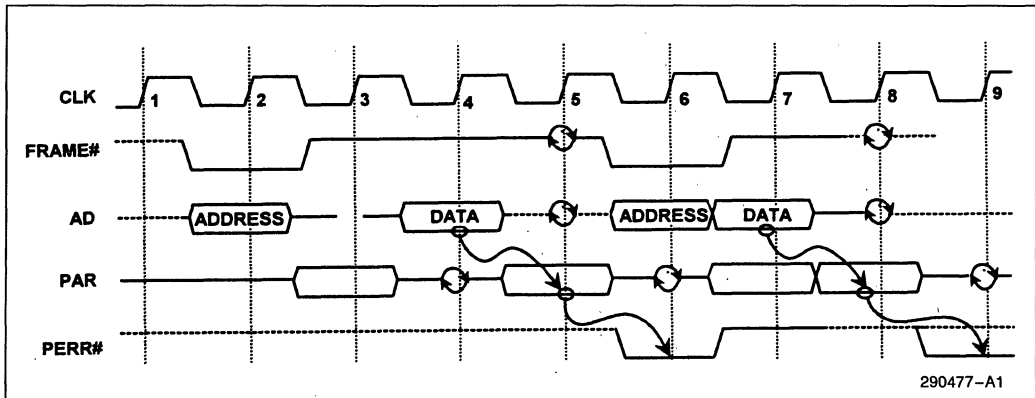 CLK 1 2 3 4 5 6 7 8 9
FRAME#
AD ADDRESS DATA ADDRESS DATA
PAR
PERR#
290477-A1